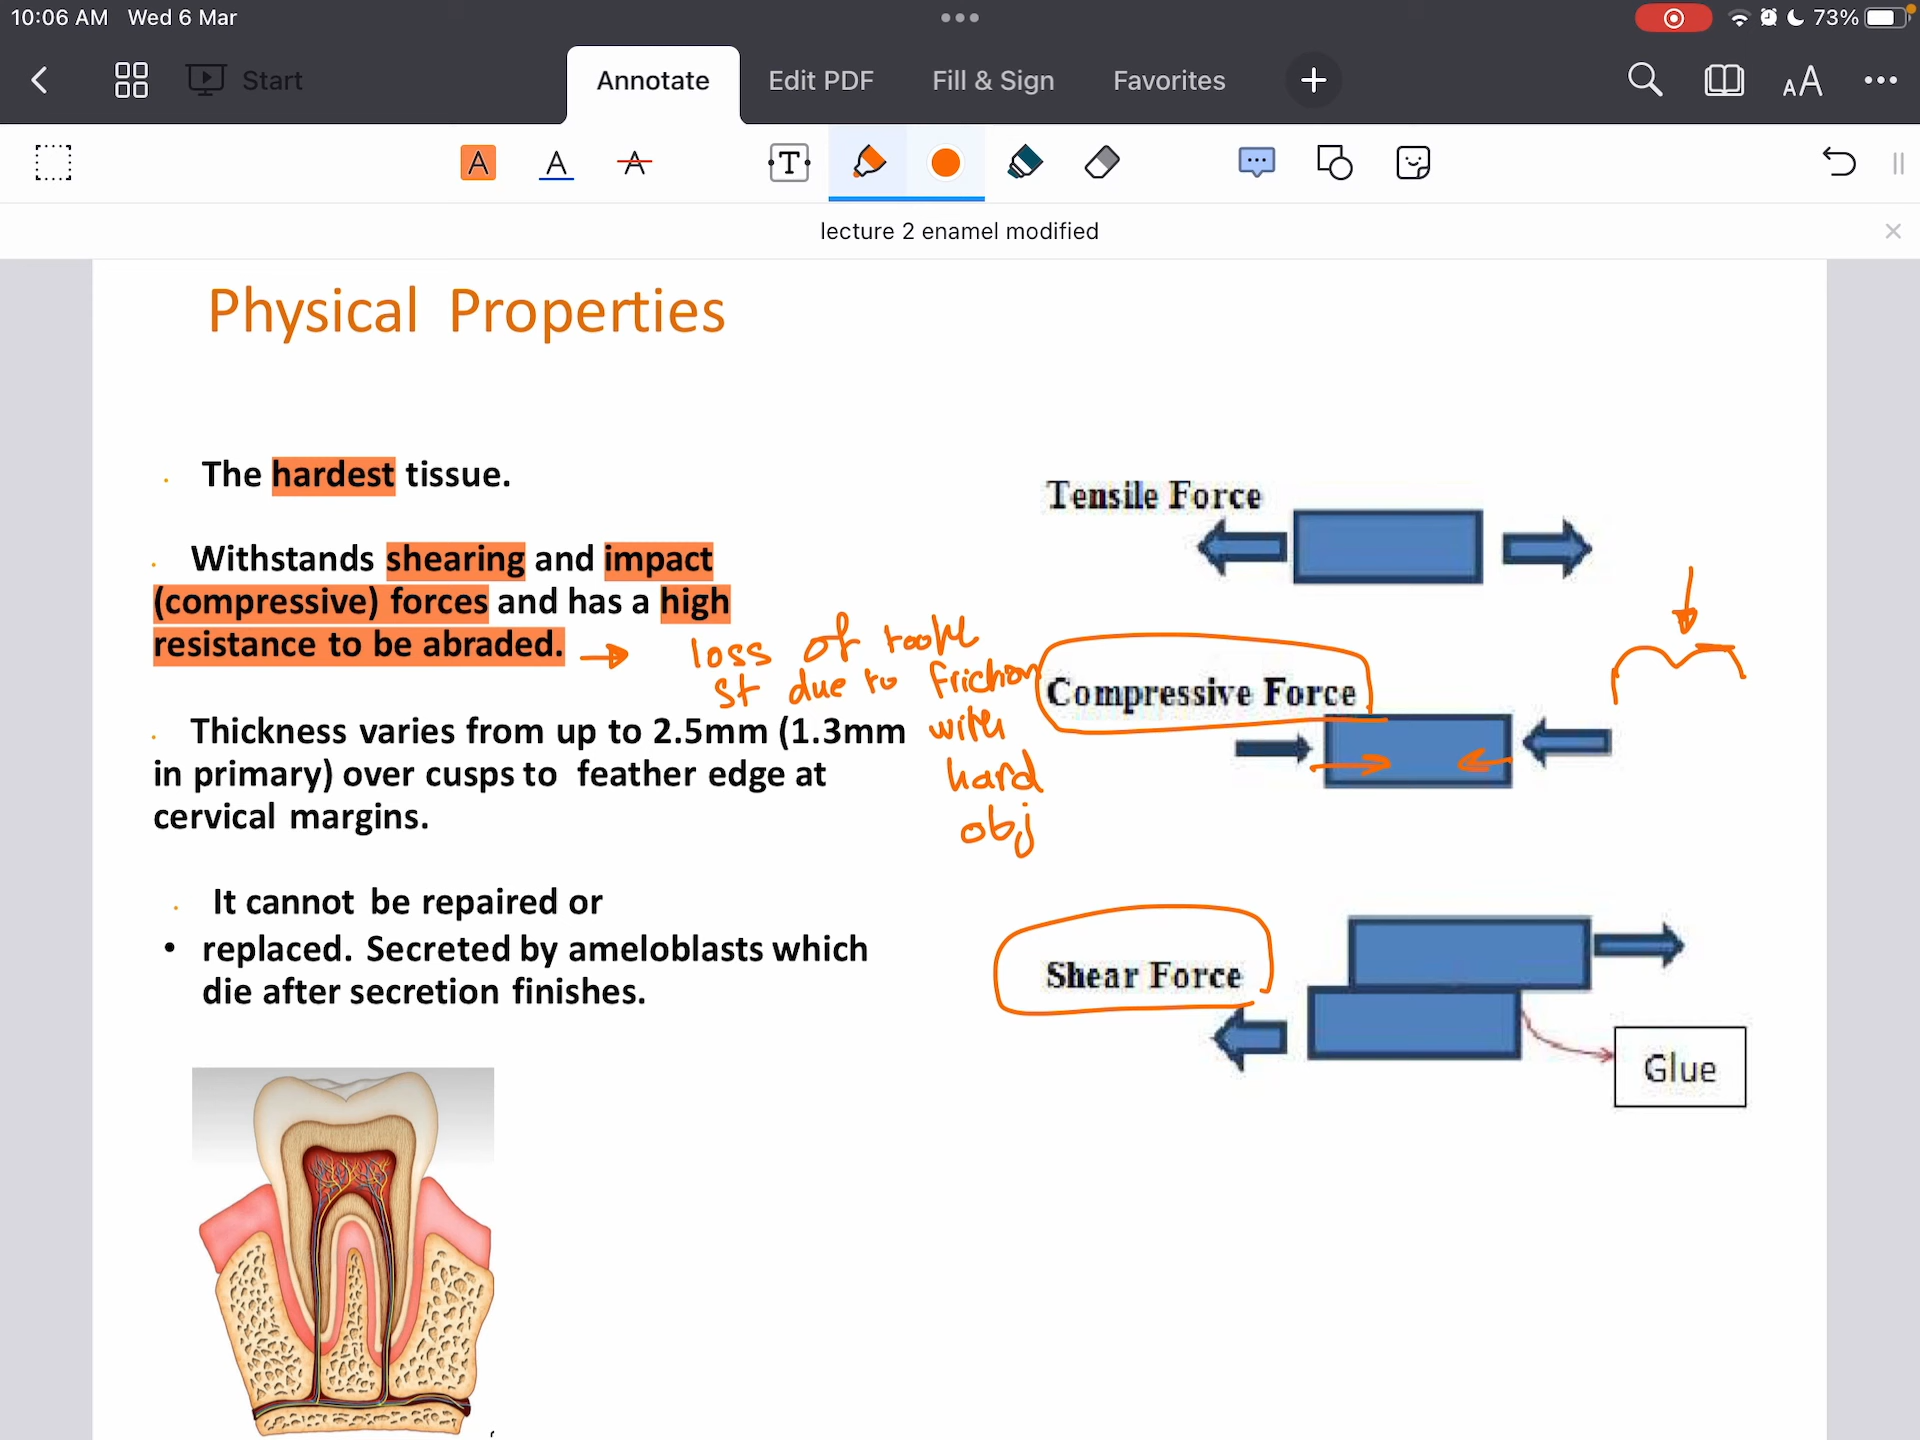 10:06 AM Wed 6 Mar
73%
Start
Annotate
Edit PDF
Fill & Sign
Favorites
AA
A A A T
lecture 2 enamel modified
Physical Properties
The hardest tissue.
Withstands shearing and impact
(compressive) forces and has a high
resistance to be abraded.
loss of tooth
st due to friction
with
hard
obj
Thickness varies from up to 2.5mm (1.3mm
in primary) over cusps to feather edge at
cervical margins.
It cannot be repaired or
• replaced. Secreted by ameloblasts which
die after secretion finishes.
Tensile Force
Compressive Force
Shear Force
Glue